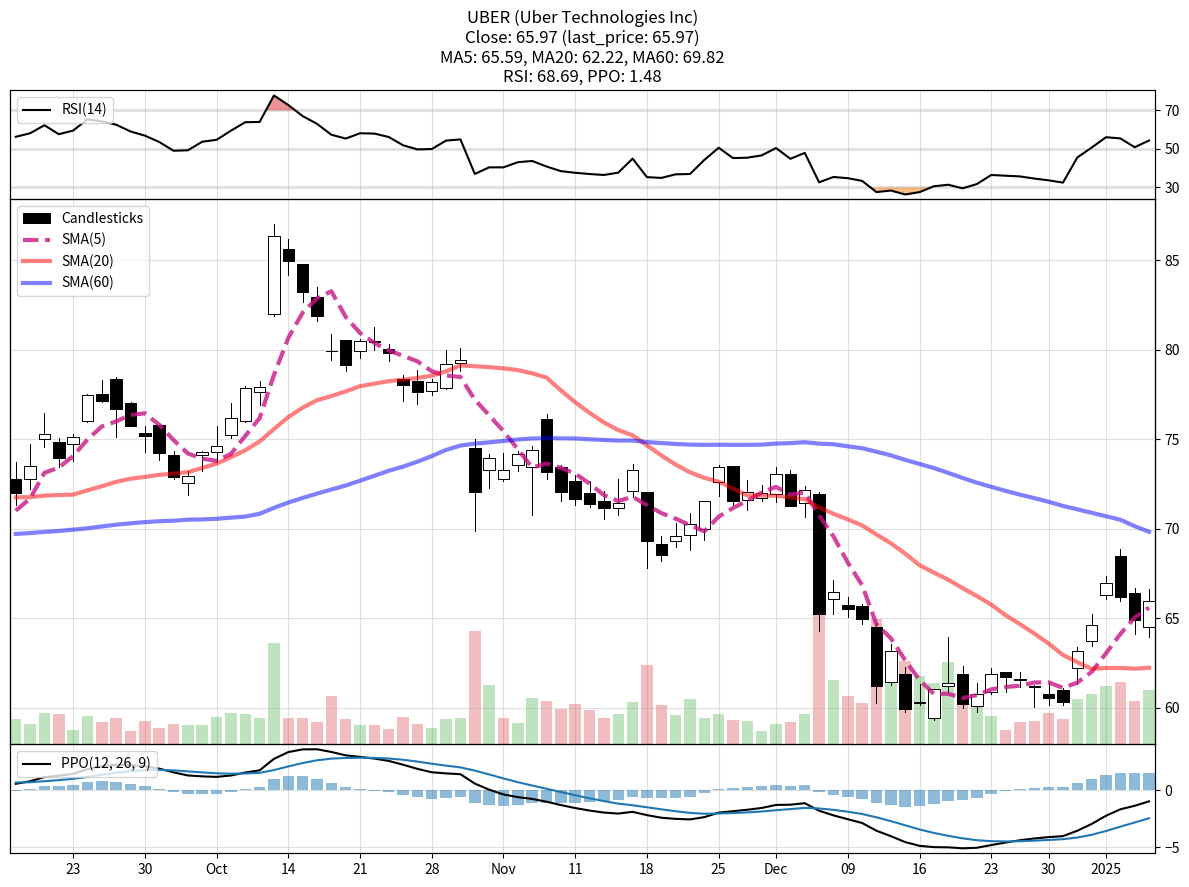 UBER (Uber Technologies Inc)
Close: 65.97 (last_price: 65.97)
MA5: 65.59, MA20: 62.22, MA60: 69.82
RSI: 68.69, PPO: 1.48
RSI(14)
70
50
30
Candlesticks
SMA(5)
SMA(20)
SMA(60)
85
80
75
70
65
60
PPO(12, 26, 9)
0
−5
23 30 Oct 14 21 28 Nov 11 18 25 Dec 09 16 23 30 2025